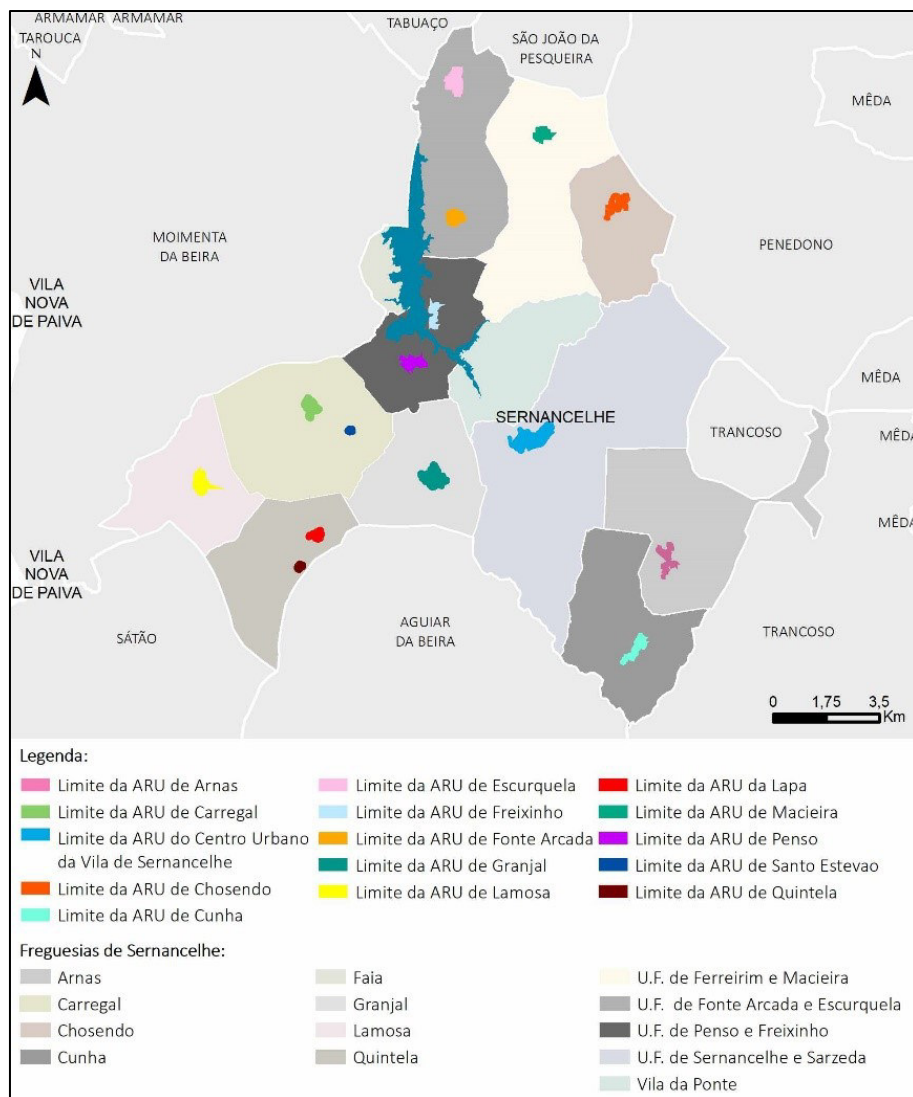 ARMAMAR ARMAMAR
TAROUCA
N
TABUAÇO
SÃO JOÃO DA
PESQUEIRA
MÊDA
MOIMENTA
DA BEIRA
PENEDONO
VILA
NOVA
DE PAIVA
MÊDA
SERNANCELHE
TRANCOSO
MÊD
MÊD
VILA
NOVA
DE PAIVA
SÁTÃO
AGUIAR
DA BEIRA
TRANCOSO
0 1,75 3,5
Km
Legenda:
Limite da ARU de Arnas
Limite da ARU de Carregal
Limite da ARU do Centro Urbano
da Vila de Sernancelhe
Limite da ARU de Chosendo
Limite da ARU de Cunha
Limite da ARU de Escurquela
Limite da ARU de Freixinho
Limite da ARU de Fonte Arcada
Limite da ARU de Granjal
Limite da ARU de Lamosa
Limite da ARU da Lapa
Limite da ARU de Macieira
Limite da ARU de Penso
Limite da ARU de Santo Estevao
Limite da ARU de Quintela
Freguesias de Sernancelhe:
Arnas
Carregal
Chosendo
Cunha
Faia
Granjal
Lamosa
Quintela
U.F. de Ferreirim e Macieira
U.F. de Fonte Arcada e Escurquela
U.F. de Penso e Freixinho
U.F. de Sernancelhe e Sarzeda
Vila da Ponte